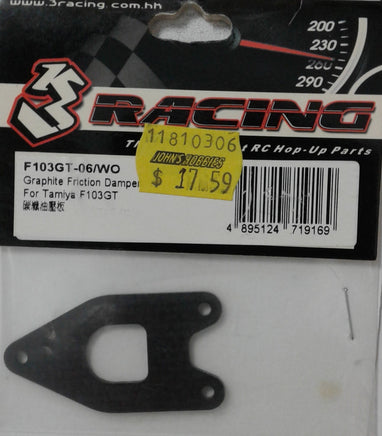 www.3racing.com.hk
200
230
260
290
3RACING
RC Hop-Up Parts
11810306
JOHN'S HOBBIES
$ 17.59
F103GT-06/WO
Graphite Friction Damper
For Tamiya F103GT
碳纖油壓板
4 895124 719169